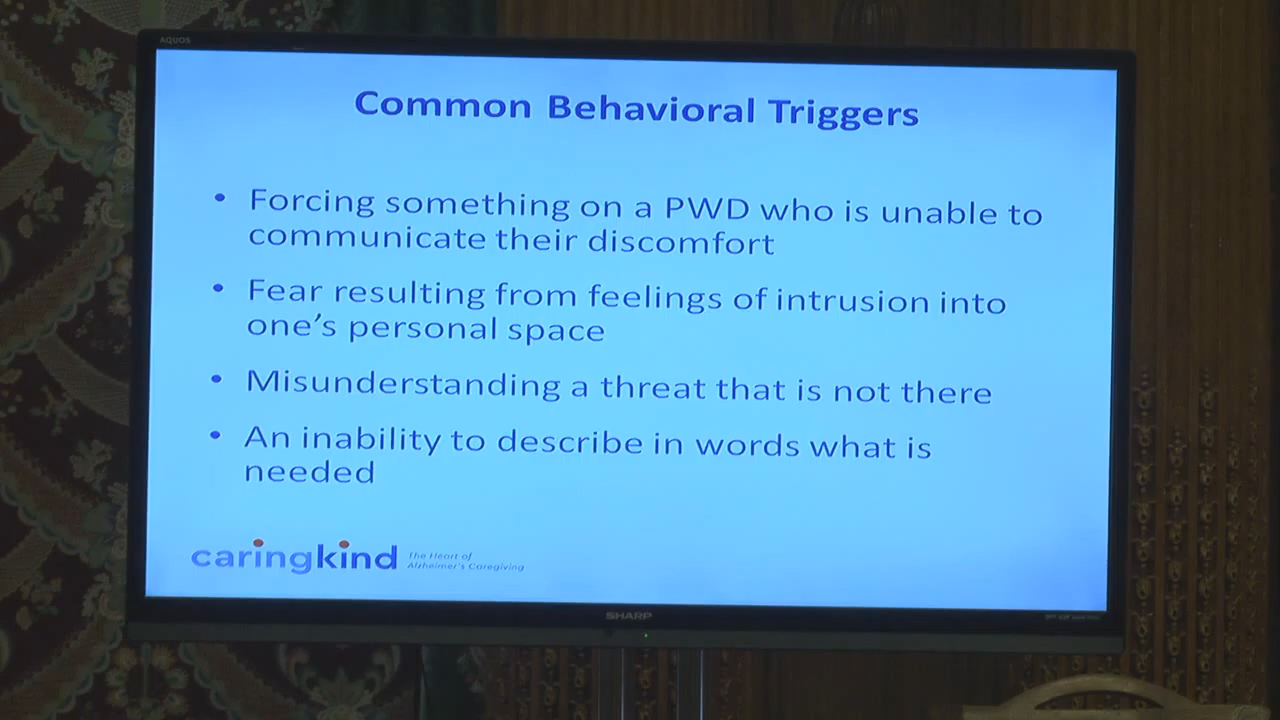 AQUOS
Common Behavioral Triggers
• Forcing something on a PWD who is unable to
communicate their discomfort
• Fear resulting from feelings of intrusion into
one’s personal space
• Misunderstanding a threat that is not there
• An inability to describe in words what is
needed
caringkind
The Heart of
Alzheimer's Caregiving
SHARP